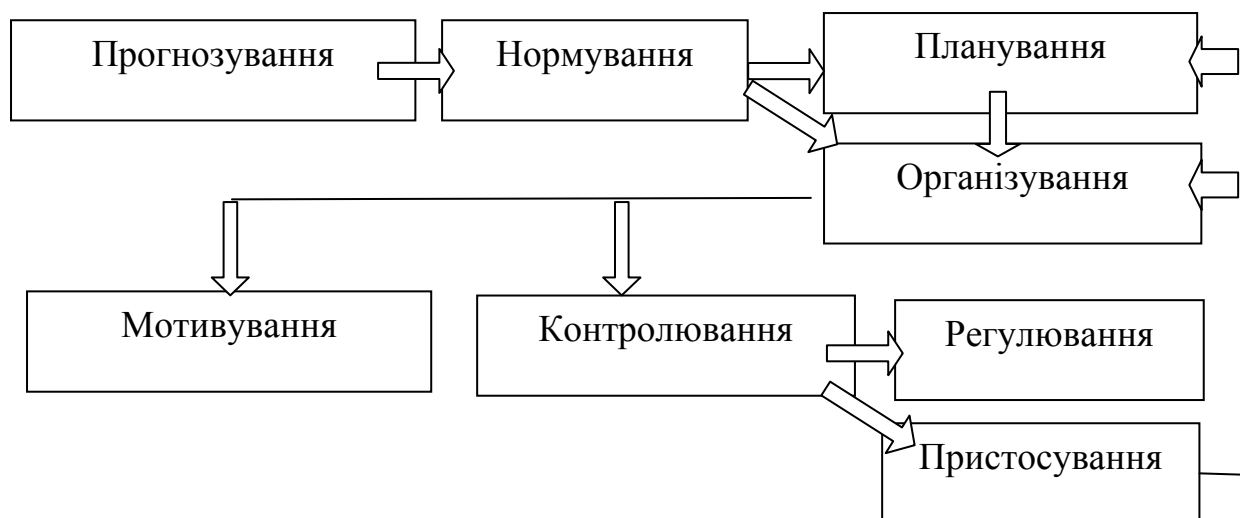 Прогнозування
Нормування
Планування
Організування
Мотивування
Контролювання
Регулювання
Пристосування